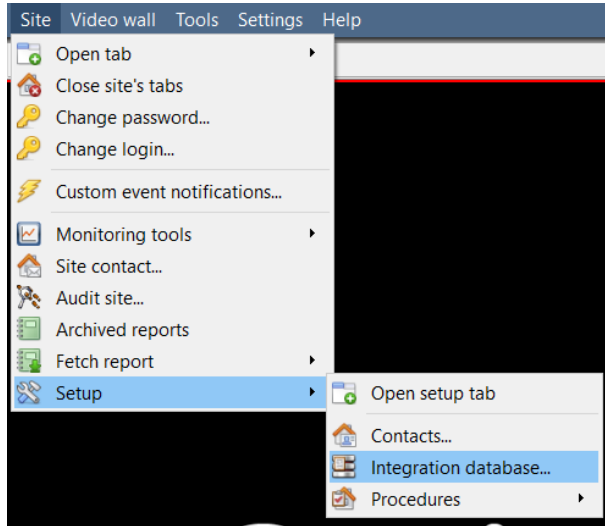 Site Video wall Tools Settings Help
Open tab
Close site's tabs
Change password...
Change login...
Custom event notifications...
Monitoring tools
Site contact...
Audit site...
Archived reports
Fetch report
Setup
Open setup tab
Contacts...
Integration database...
Procedures